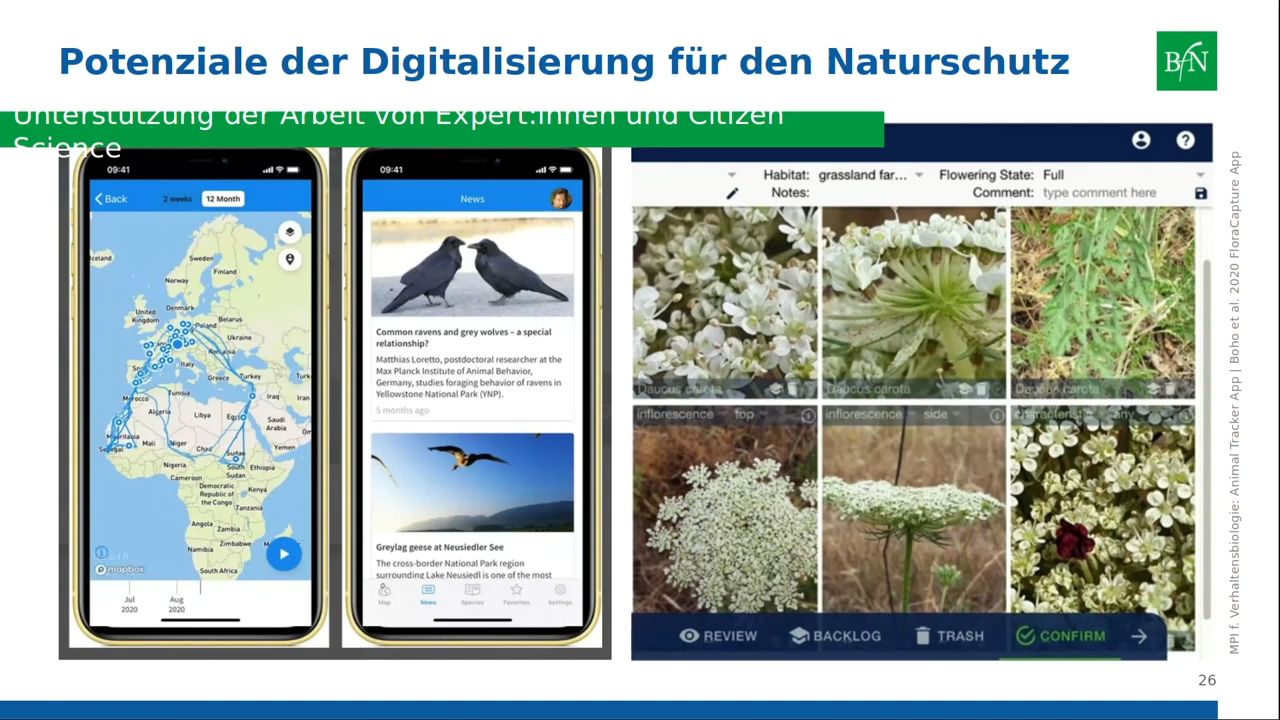 Potenziale der Digitalisierung für den Naturschutz
BfN
Unterstützung der Arbeit von Expert:innen und Citizen
Science
09:41
Back
2 weeks
12 Month
Iceland
Sweden
Finland
Norway
Denmark
United
Kingdom
Belarus
Poland
Ukraine
Romania
Italy
Greece
Turkey
Turk
Tunisia
Morocco
Iraq
Iran
Algeria
Libya
Egypt
Saudi
Arabia
Om
Mauritania
Mali
Niger
Chad
Sudan
Yemen
Senegal
Nigeria
South
Sudan
Ethiopia
Cameroon
Democratic
Republic of
the Congo
Kenya
Tanzania
Angola
Zambia
Zimbabwe
Namibia
South Africa
mapbox
Jul
2020
Aug
2020
09:41
News
Common ravens and grey wolves – a special
relationship?
Matthias Loretto, postdoctoral researcher at the
Max Planck Institute of Animal Behavior,
Germany, studies foraging behavior of ravens in
Yellowstone National Park (YNP).
5 months ago
Greylag geese at Neusiedler See
The cross-border National Park region
surrounding Lake Neusiedl is one of the most
Map
News
Species
Favorites
Settings
Habitat: grassland far... Flowering State: Full
Notes: Comment: type comment here
Daucus carota
Daucus carota
Daucus carota
inflorescence top
inflorescence side
characteristic any
REVIEW
BACKLOG
TRASH
CONFIRM
MPI f. Verhaltensbiologie: Animal Tracker App | Boho et al. 2020 FloraCapture App
26